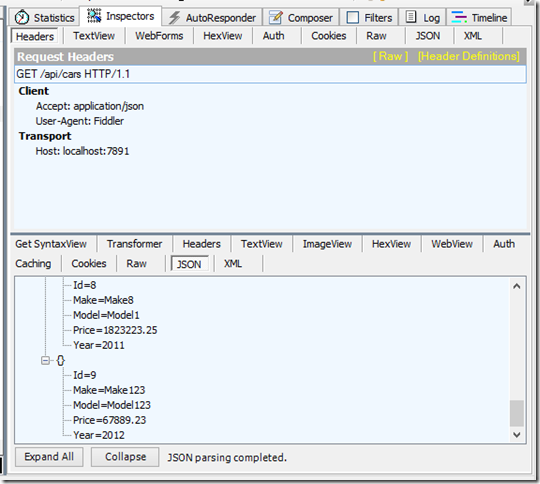 Statistics Inspectors AutoResponder Composer Filters Log Timeline
Headers TextView WebForms HexView Auth Cookies Raw JSON XML
Request Headers [ Raw ] [Header Definitions]
GET /api/cars HTTP/1.1
Client
Accept: application/json
User-Agent: Fiddler
Transport
Host: localhost:7891
Get SyntaxView Transformer Headers TextView ImageView HexView WebView Auth
Caching Cookies Raw JSON XML
Id=8
Make=Make8
Model=Model1
Price=1823223.25
Year=2011
{}
Id=9
Make=Make123
Model=Model123
Price=67889.23
Year=2012
Expand All Collapse JSON parsing completed.